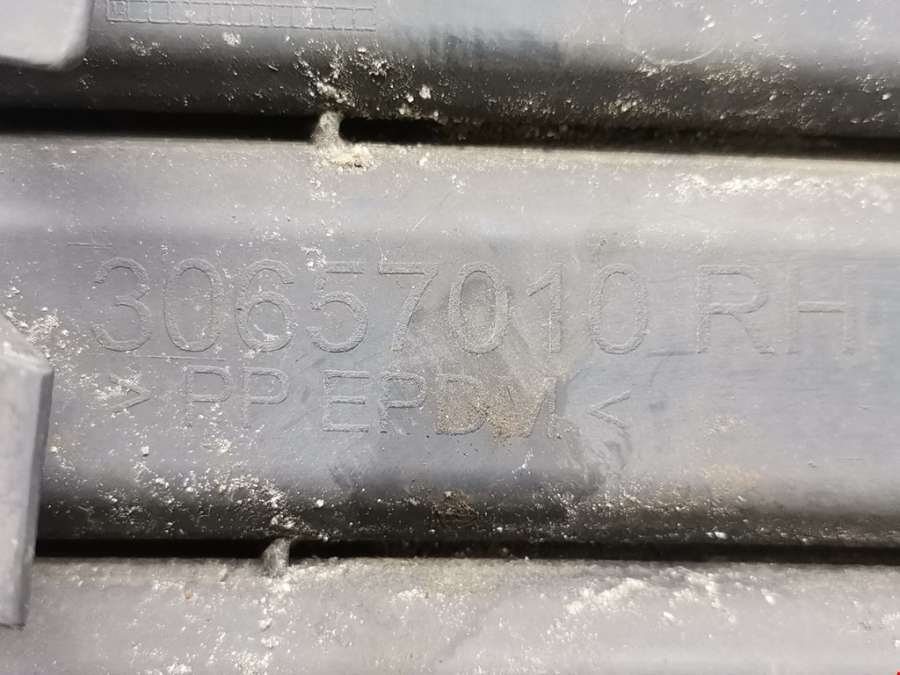 30657010 RH
> PP EPDM <